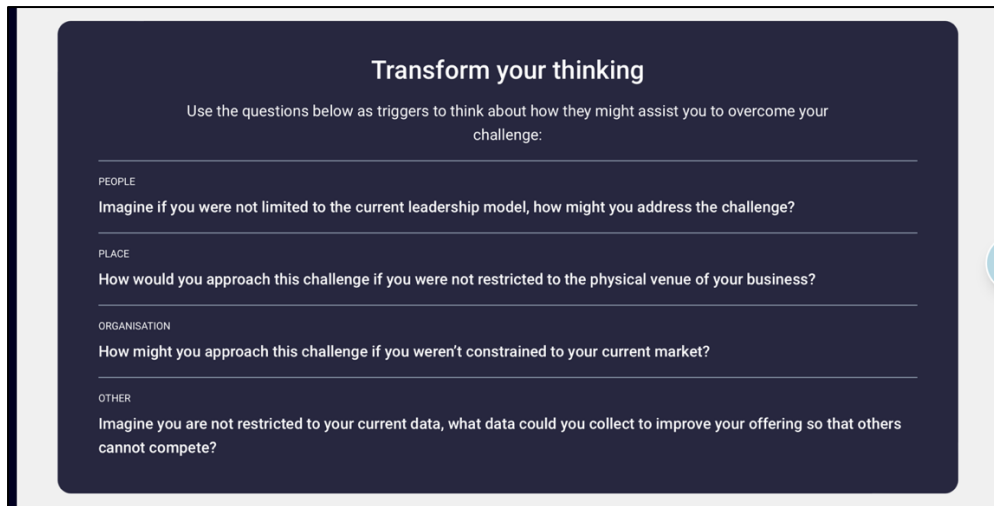 Transform your thinking
Use the questions below as triggers to think about how they might assist you to overcome your
challenge:
PEOPLE
Imagine if you were not limited to the current leadership model, how might you address the challenge?
PLACE
How would you approach this challenge if you were not restricted to the physical venue of your business?
ORGANISATION
How might you approach this challenge if you weren’t constrained to your current market?
OTHER
Imagine you are not restricted to your current data, what data could you collect to improve your offering so that others
cannot compete?